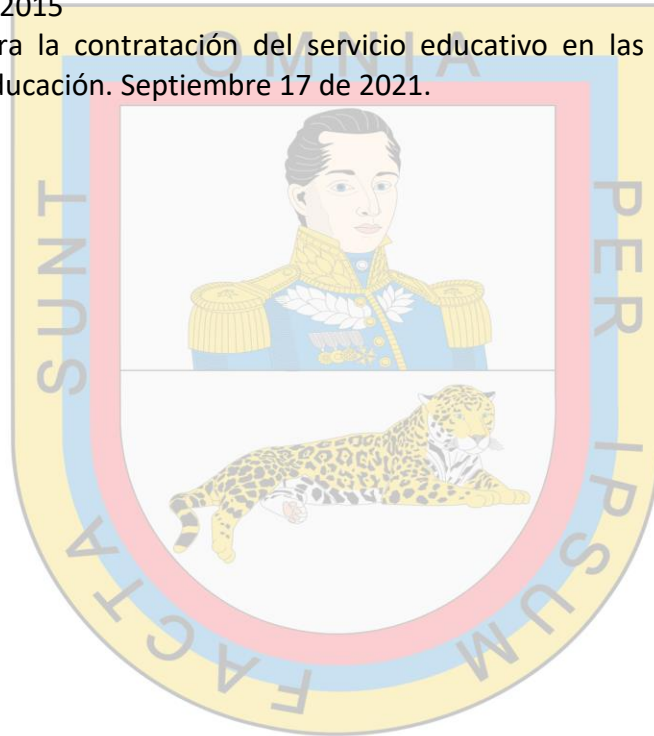 2015
ra la contratación del servicio educativo en las
ducación. Septiembre 17 de 2021.
OMNIA
PER IPSUM
FACTA SUNT